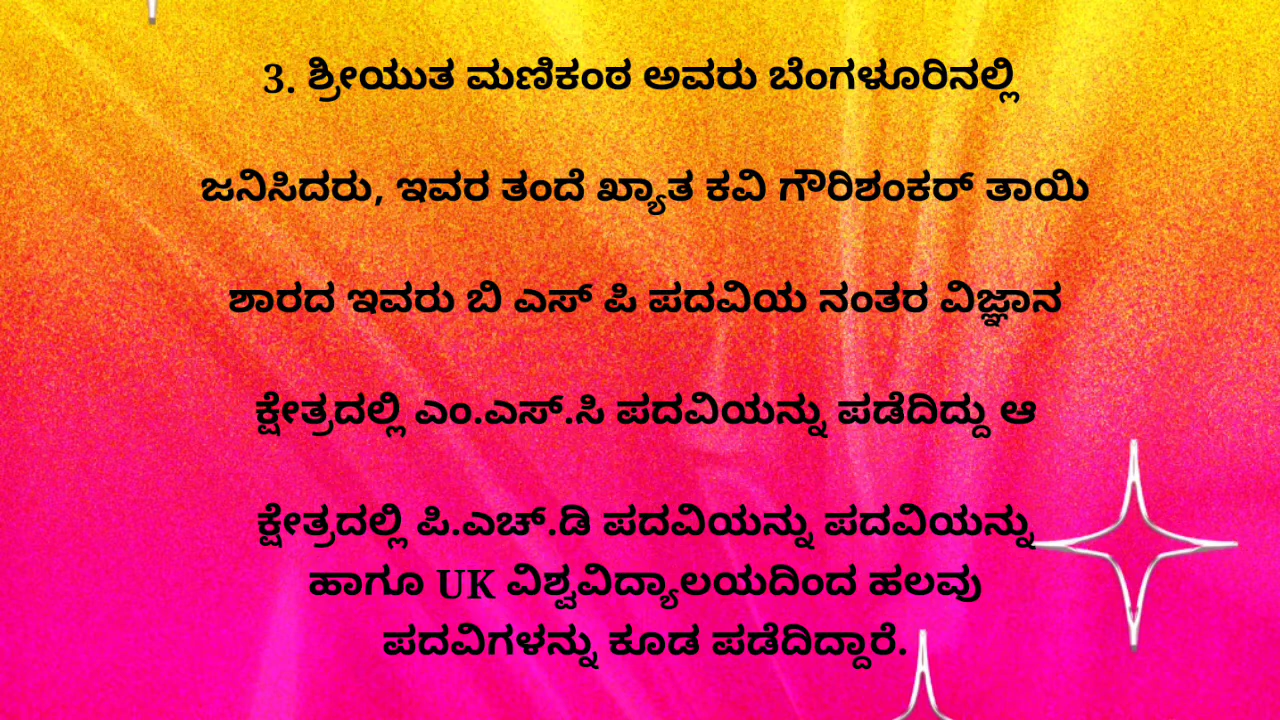 3. ಶ್ರೀಯುತ ಮಣಿಕಂಠ ಅವರು ಬೆಂಗಳೂರಿನಲ್ಲಿ
ಜನಿಸಿದರು, ಇವರ ತಂದೆ ಖ್ಯಾತ ಕವಿ ಗೌರಿಶಂಕರ್ ತಾಯಿ
ಶಾರದ ಇವರು ಬಿ ಎಸ್ ಪಿ ಪದವಿಯ ನಂತರ ವಿಜ್ಞಾನ
ಕ್ಷೇತ್ರದಲ್ಲಿ ಎಂ.ಎಸ್.ಸಿ ಪದವಿಯನ್ನು ಪಡೆದಿದ್ದು ಆ
ಕ್ಷೇತ್ರದಲ್ಲಿ ಪಿ.ಎಚ್.ಡಿ ಪದವಿಯನ್ನು ಪದವಿಯನ್ನು
ಹಾಗೂ UK ವಿಶ್ವವಿದ್ಯಾಲಯದಿಂದ ಹಲವು
ಪದವಿಗಳನ್ನು ಕೂಡ ಪಡೆದಿದ್ದಾರೆ.